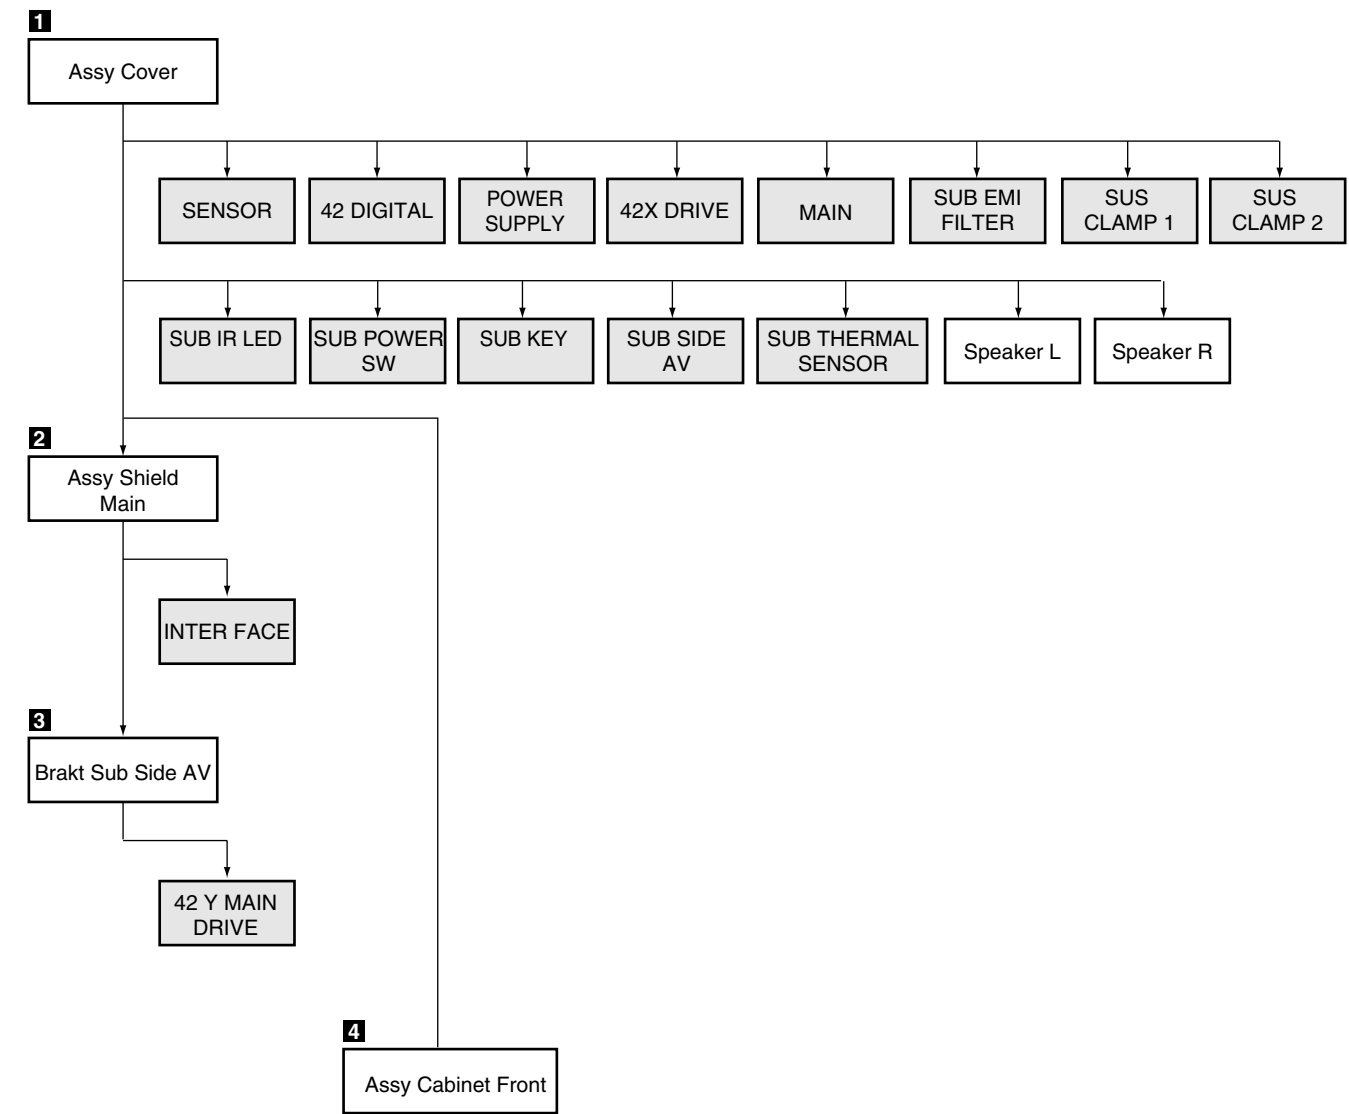 1
Assy Cover
SENSOR
42 DIGITAL
POWER
SUPPLY
42X DRIVE
MAIN
SUB EMI
FILTER
SUS
CLAMP 1
SUS
CLAMP 2
SUB IR LED
SUB POWER
SW
SUB KEY
SUB SIDE
AV
SUB THERMAL
SENSOR
Speaker L
Speaker R
2
Assy Shield
Main
INTER FACE
3
Brakt Sub Side AV
42 Y MAIN
DRIVE
4
Assy Cabinet Front